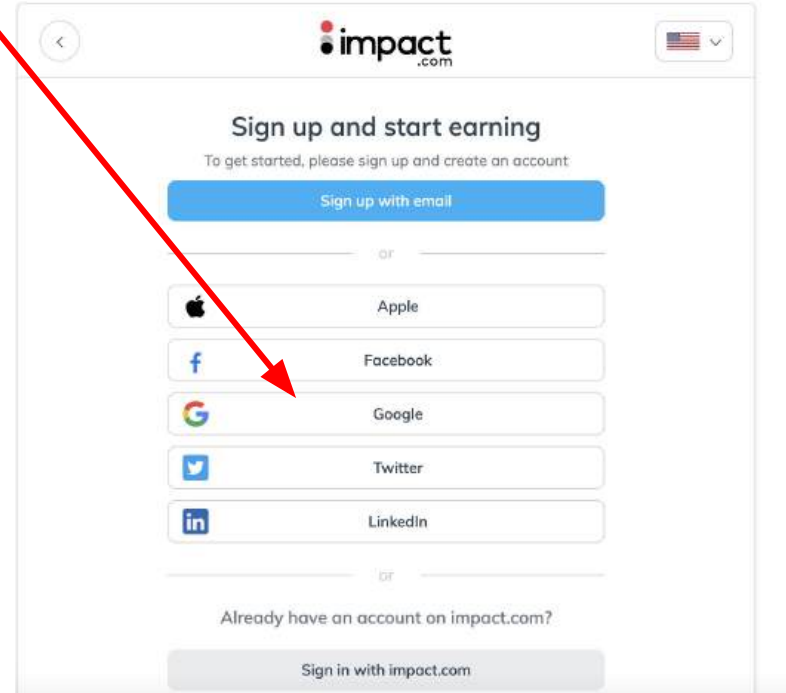 impact
.com
Sign up and start earning
To get started, please sign up and create an account
Sign up with email
or
Apple
Facebook
Google
Twitter
LinkedIn
or
Already have an account on impact.com?
Sign in with impact.com